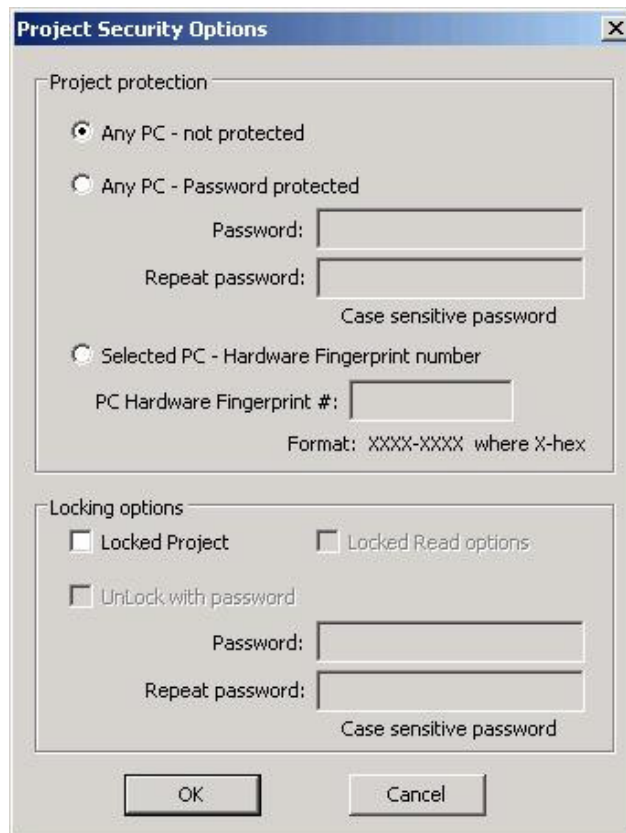 Project Security Options
Project protection
Any PC - not protected
Any PC - Password protected
Password:
Repeat password:
Case sensitive password
Selected PC - Hardware Fingerprint number
PC Hardware Fingerprint #:
Format: XXXX-XXXX where X-hex
Locking options
Locked Project Locked Read options
UnLock with password
Password:
Repeat password:
Case sensitive password
OK Cancel